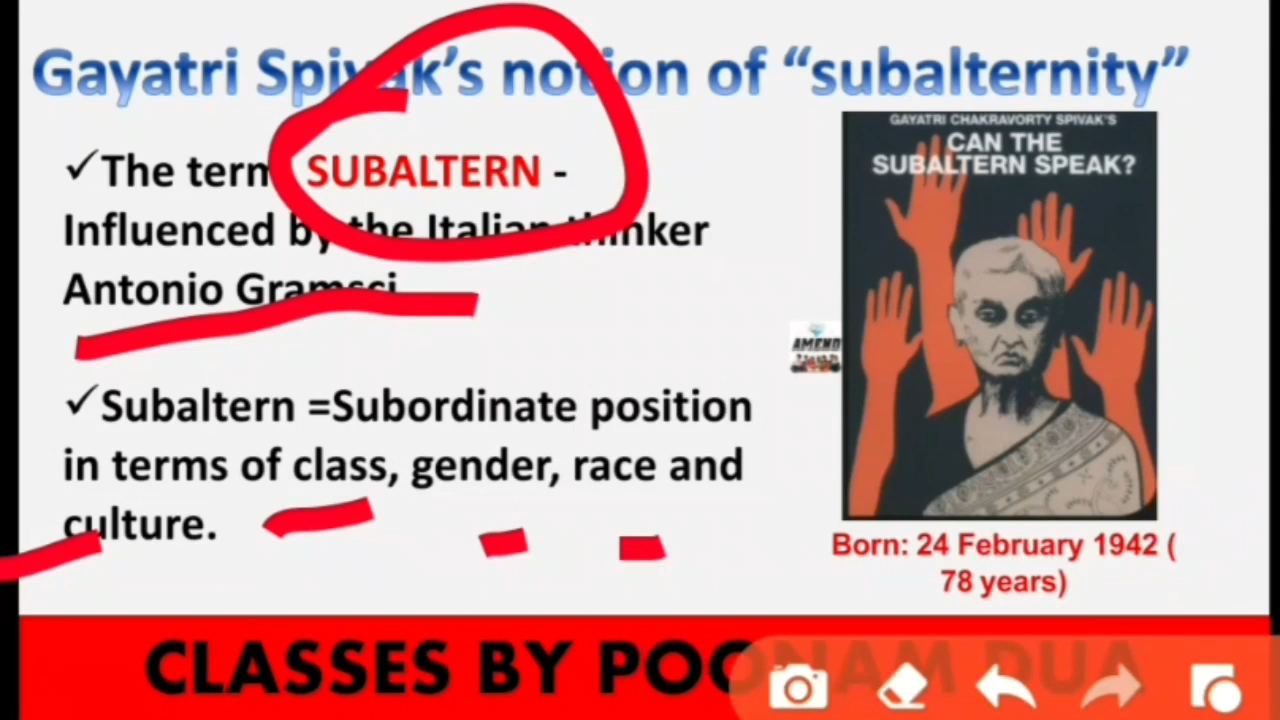 Gayatri Spivak's notion of “subalternity”
✓The term SUBALTERN -
Influenced by the Italian thinker
Antonio Gramsci
✓Subaltern =Subordinate position
in terms of class, gender, race and
culture.
GAYATRI CHAKRAVORTY SPIVAK'S
CAN THE
SUBALTERN SPEAK?
AMEND
Born: 24 February 1942 (
78 years)
CLASSES BY POONAM DUA